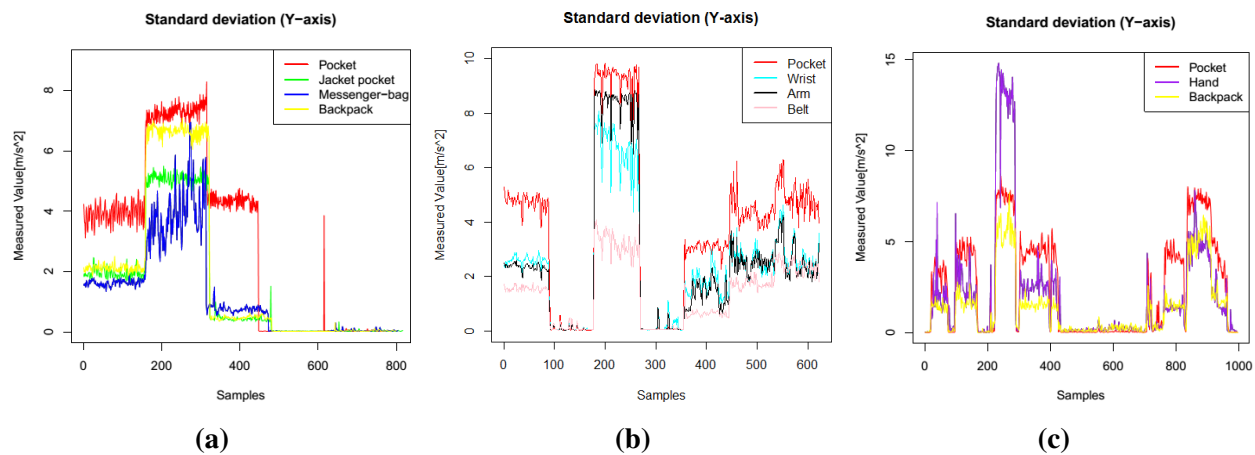 Standard deviation (Y−axis)
Measured Value[m/s^2]
8
6
4
2
0
0 200 400 600 800
Samples
Pocket
Jacket pocket
Messenger−bag
Backpack
(a)
Standard deviation (Y-axis)
Measured Value[m/s^2]
10
8
6
4
2
0
0 100 200 300 400 500 600
Samples
Pocket
Wrist
Arm
Belt
(b)
Standard deviation (Y−axis)
Measured Value[m/s^2]
15
10
5
0
0 200 400 600 800 1000
Samples
Pocket
Hand
Backpack
(c)